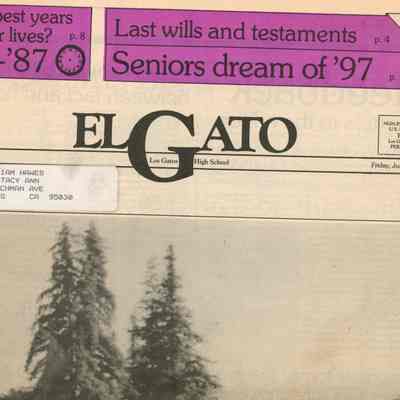 best years
r lives? p. 8
-'87
Last wills and testaments p. 4
Seniors dream of '97 p.
EL GATO
Los Gatos High School
Friday, Ju
IAM HAWES
TACY ANN
CHMAN AVE
S CA 95030